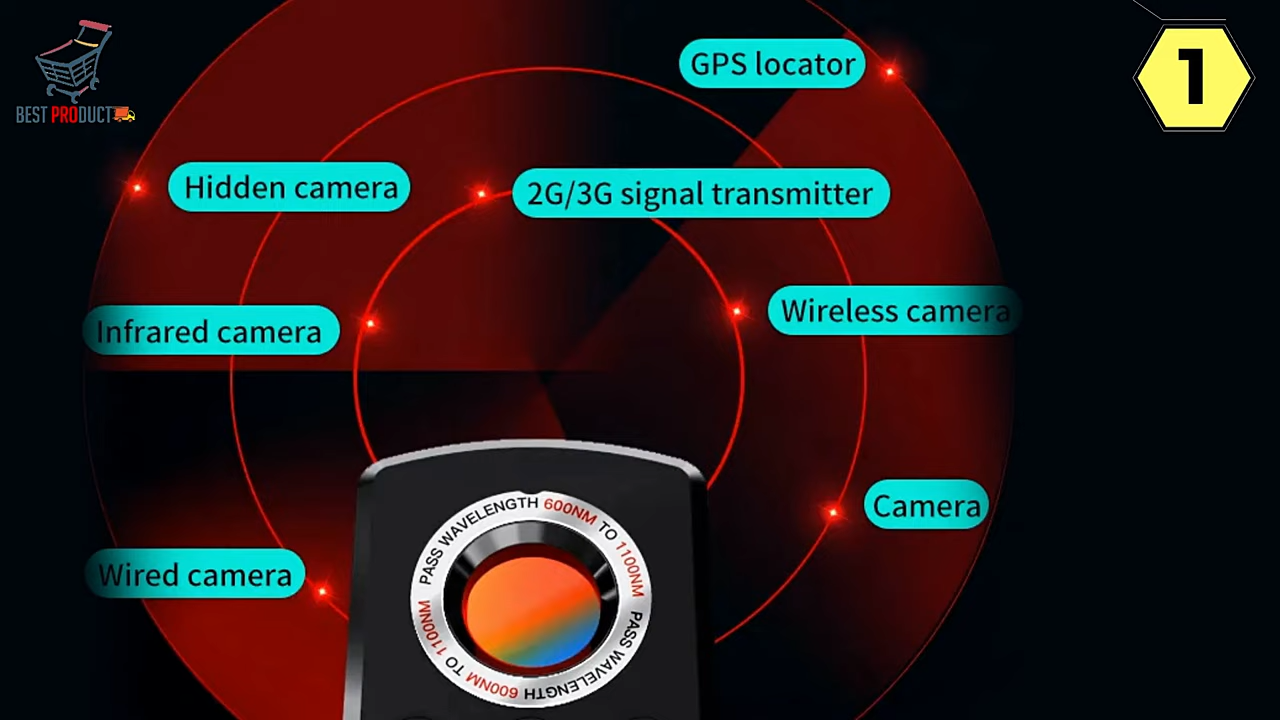 BEST PRODUCT
1
GPS locator
Hidden camera
2G/3G signal transmitter
Infrared camera
Wireless camera
Camera
Wired camera
PASS WAVELENGTH 600NM TO 1100NM PASS WAVELENGTH 600NM TO 1100NM